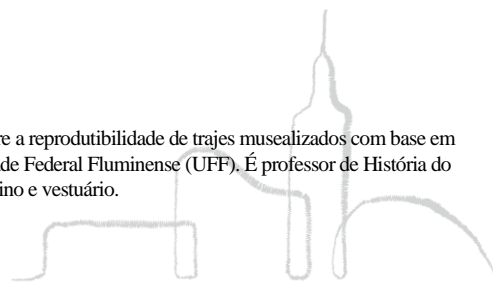 re a reprodutibilidade de trajes musealizados com base em
de Federal Fluminense (UFF). É professor de História do
ino e vestuário.